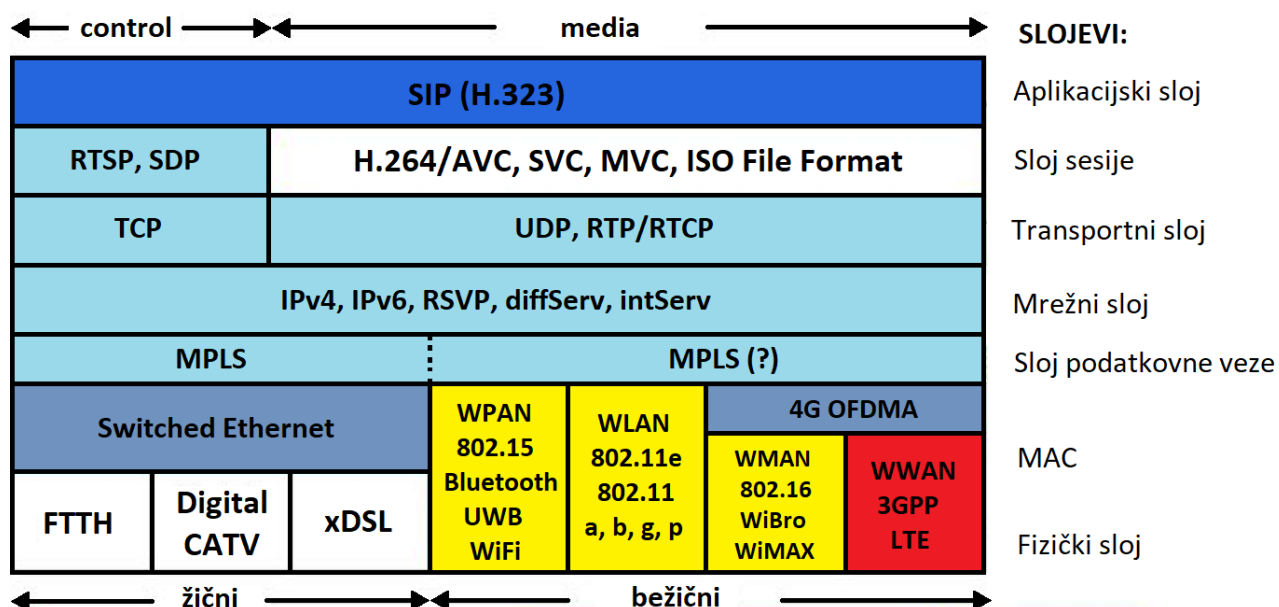 control
media
SLOJEVI:
SIP (H.323)
Aplikacijski sloj
RTSP, SDP
H.264/AVC, SVC, MVC, ISO File Format
Sloj sesije
TCP
UDP, RTP/RTCP
Transportni sloj
IPv4, IPv6, RSVP, diffServ, intServ
Mrežni sloj
MPLS
MPLS (?)
Sloj podatkovne veze
Switched Ethernet
WPAN
802.15
Bluetooth
UWB
WiFi
WLAN
802.11e
802.11
a, b, g, p
4G OFDMA
WMAN
802.16
WiBro
WiMAX
WWAN
3GPP
LTE
MAC
FTTH
Digital
CATV
xDSL
Fizički sloj
žični
bežični